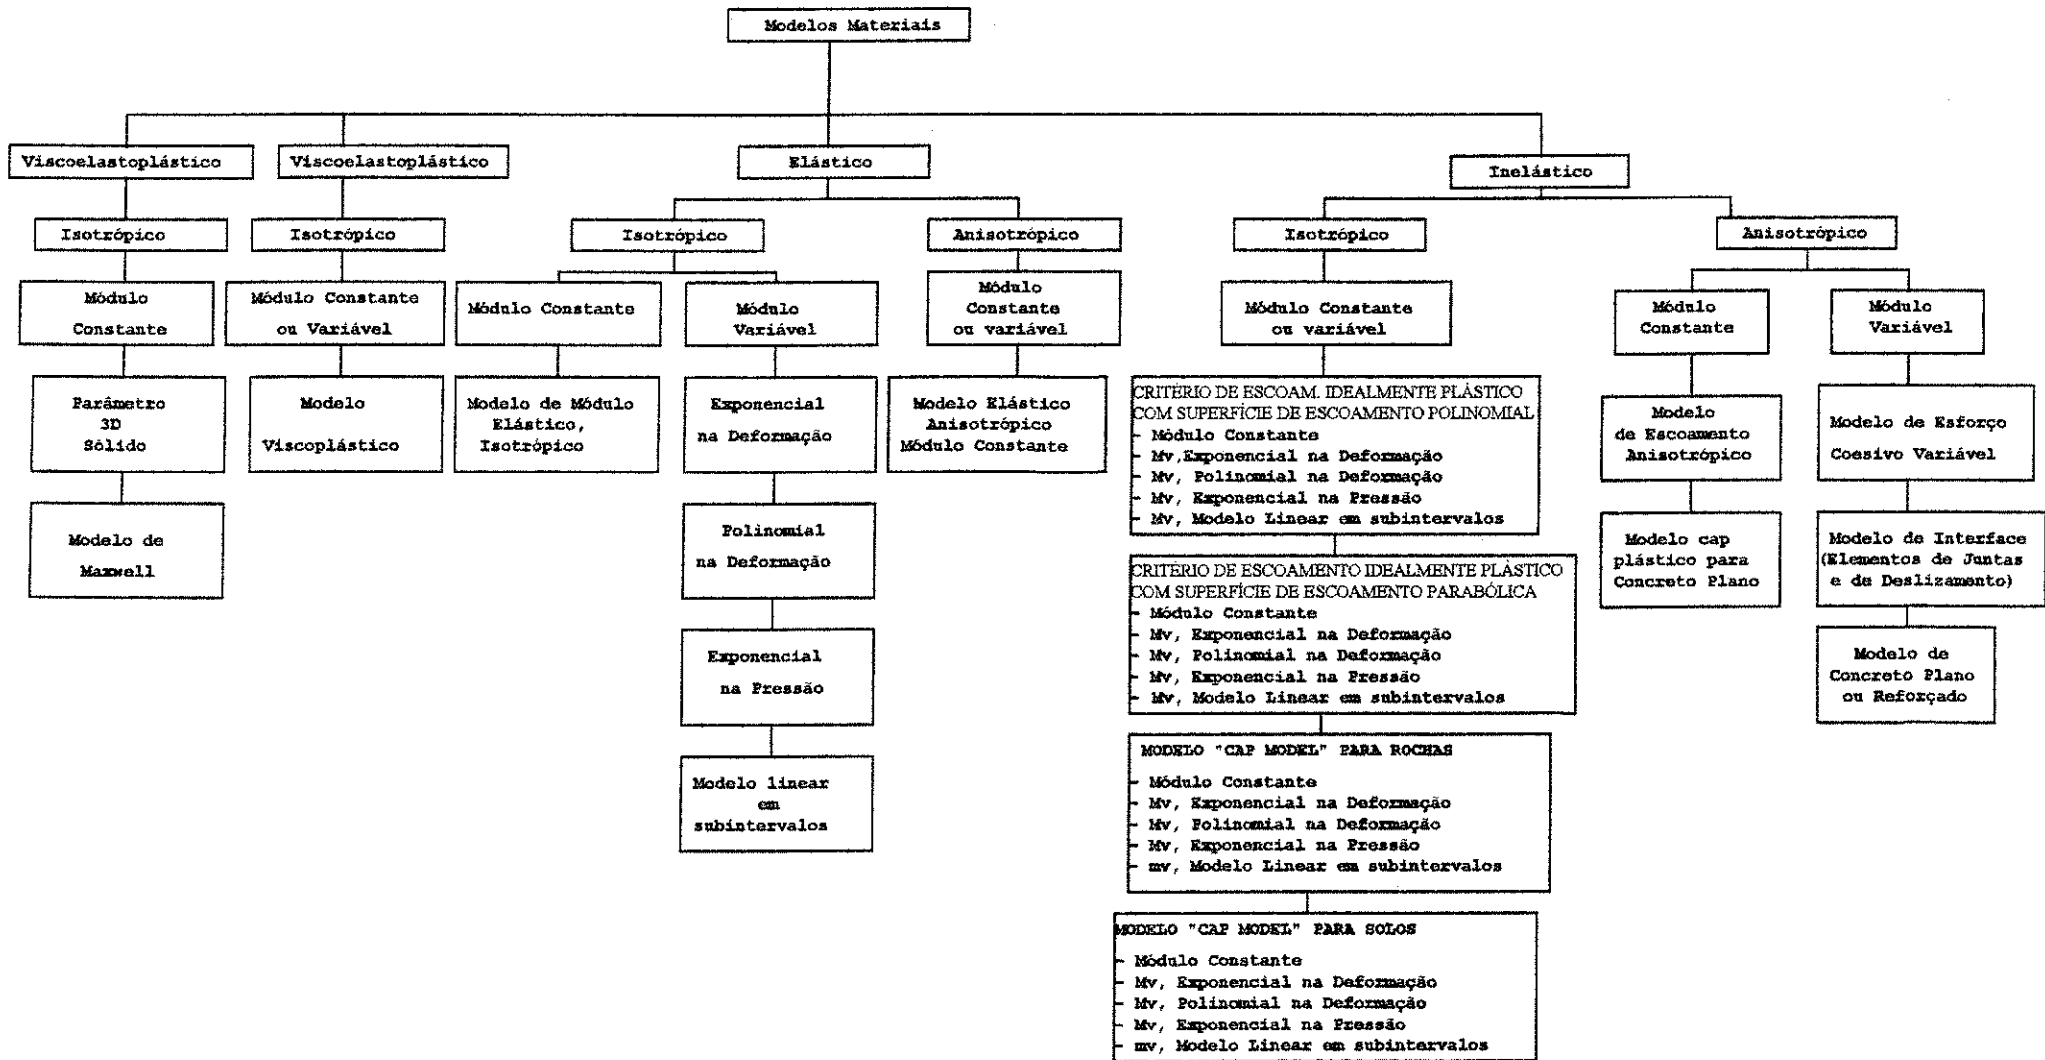 Modelos Materiais
Viscoelastoplástico
Viscoelastoplástico
Elástico
Inelástico
Isotrópico
Isotrópico
Isotrópico
Anisotrópico
Isotrópico
Anisotrópico
Módulo
Constante
Módulo Constante
ou Variável
Módulo Constante
Módulo
Variável
Módulo
Constante
ou variável
Módulo Constante
ou variável
Módulo
Constante
Módulo
Variável
Parâmetro
3D
Sólido
Modelo
Viscoplástico
Modelo de Módulo
Elástico,
Isotrópico
Exponencial
na Deformação
Modelo Elástico
Anisotrópico
Módulo Constante
CRITÉRIO DE ESCOAM. IDEALMENTE PLÁSTICO
COM SUPERFÍCIE DE ESCOAMENTO POLINOMIAL
- Módulo Constante
- Mv,Exponencial na Deformação
- Mv, Polinomial na Deformação
- Mv, Exponencial na Pressão
- Mv, Modelo Linear em subintervalos
Modelo
de Escoamento
Anisotrópico
Modelo de Esforço
Coesivo Variável
Modelo de
Maxwell
Polinomial
na Deformação
CRITÉRIO DE ESCOAMENTO IDEALMENTE PLÁSTICO
COM SUPERFÍCIE DE ESCOAMENTO PARABÓLICA
- Módulo Constante
- Mv, Exponencial na Deformação
- Mv, Polinomial na Deformação
- Mv, Exponencial na Pressão
- Mv, Modelo Linear em subintervalos
Modelo cap
plástico para
Concreto Plano
Modelo de Interface
(Elementos de Juntas
e de Deslizamento)
Exponencial
na Pressão
Modelo de
Concreto Plano
ou Reforçado
Modelo linear
em
subintervalos
MODELO "CAP MODEL" PARA ROCHAS
- Módulo Constante
- Mv, Exponencial na Deformação
- Mv, Polinomial na Deformação
- Mv, Exponencial na Pressão
- mv, Modelo Linear em subintervalos
MODELO "CAP MODEL" PARA SOLOS
- Módulo Constante
- Mv, Exponencial na Deformação
- Mv, Polinomial na Deformação
- Mv, Exponencial na Pressão
- mv, Modelo Linear em subintervalos